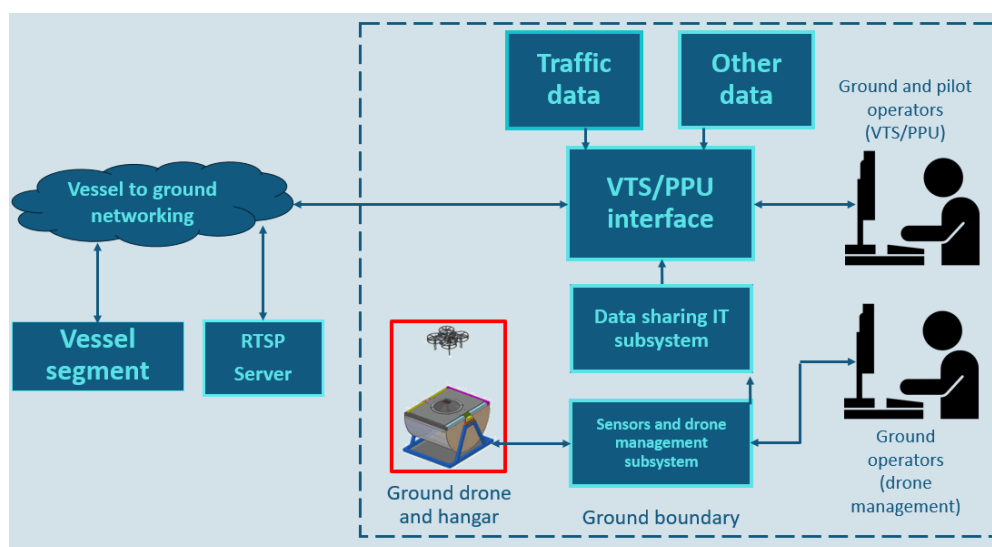 Traffic
data
Other
data
Ground and pilot
operators
(VTS/PPU)
Vessel to ground
networking
VTS/PPU
interface
Data sharing IT
subsystem
Vessel
segment
RTSP
Server
Sensors and drone
management
subsystem
Ground drone
and hangar
Ground boundary
Ground
operators
(drone
management)